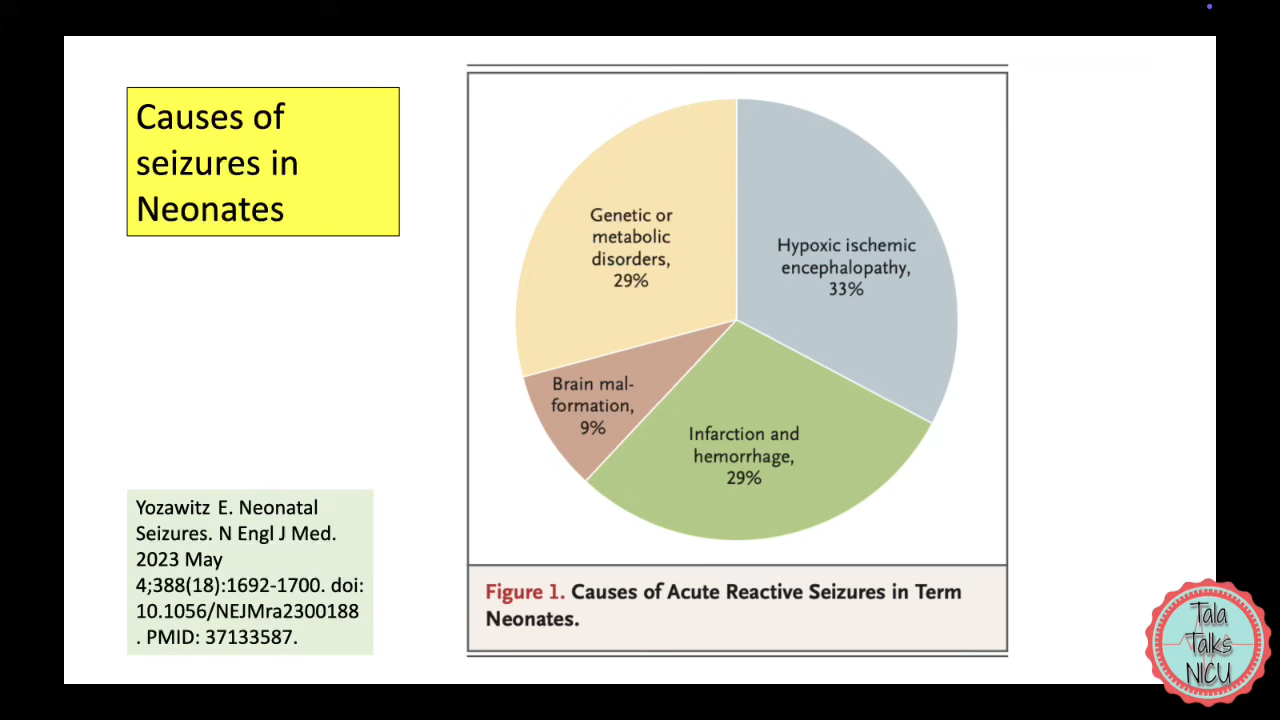 Causes of
seizures in
Neonates
Genetic or
metabolic
disorders,
29%
Hypoxic ischemic
encephalopathy,
33%
Brain mal-
formation,
9%
Infarction and
hemorrhage,
29%
Yozawitz E. Neonatal
Seizures. N Engl J Med.
2023 May
4;388(18):1692-1700. doi:
10.1056/NEJMra2300188
. PMID: 37133587.
Figure 1. Causes of Acute Reactive Seizures in Term
Neonates.
Tala
Talks
NICU